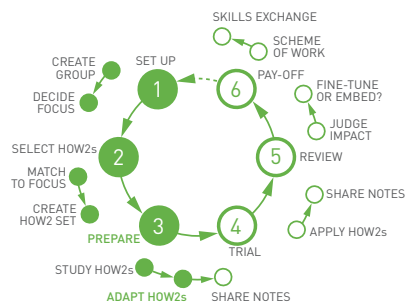 SKILLS EXCHANGE
SCHEME
OF WORK
CREATE
GROUP
SET UP
PAY-OFF
DECIDE
FOCUS
1
6
FINE-TUNE
OR EMBED?
JUDGE
IMPACT
SELECT HOW2s
2
5
REVIEW
MATCH
TO FOCUS
CREATE
HOW2 SET
SHARE NOTES
APPLY HOW2s
PREPARE
3
4
TRIAL
STUDY HOW2s
ADAPT HOW2s
SHARE NOTES